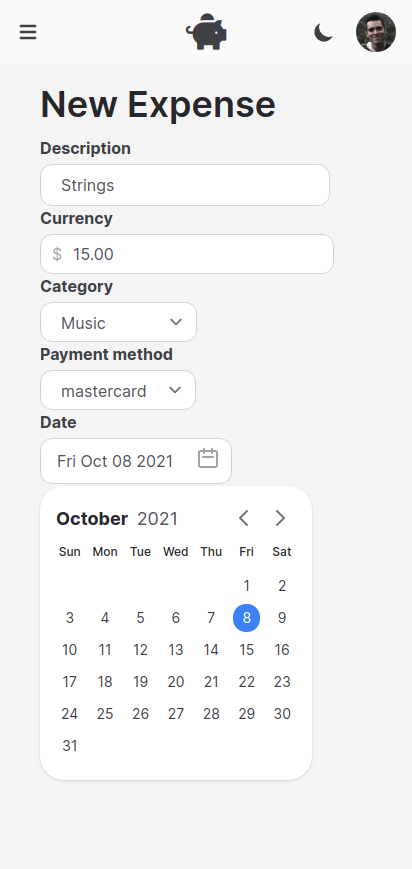 New Expense
Description
Strings
Currency
$ 15.00
Category
Music
Payment method
mastercard
Date
Fri Oct 08 2021
October 2021
Sun Mon Tue Wed Thu Fri Sat
1 2
3 4 5 6 7 8 9
10 11 12 13 14 15 16
17 18 19 20 21 22 23
24 25 26 27 28 29 30
31